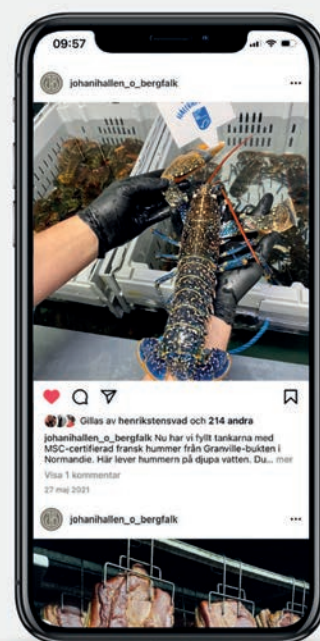 09:57
johanihallen_o_bergfalk
Gillas av henrikstensvad och 214 andra
johanihallen_o_bergfalk Nu har vi fyllt tankarna med
MSC-certifierad fransk hummer från Granville-bukten i
Normandie. Här lever hummern på djupa vatten. Du... mer
Visa 1 kommentar
27 maj 2021
johanihallen_o_bergfalk